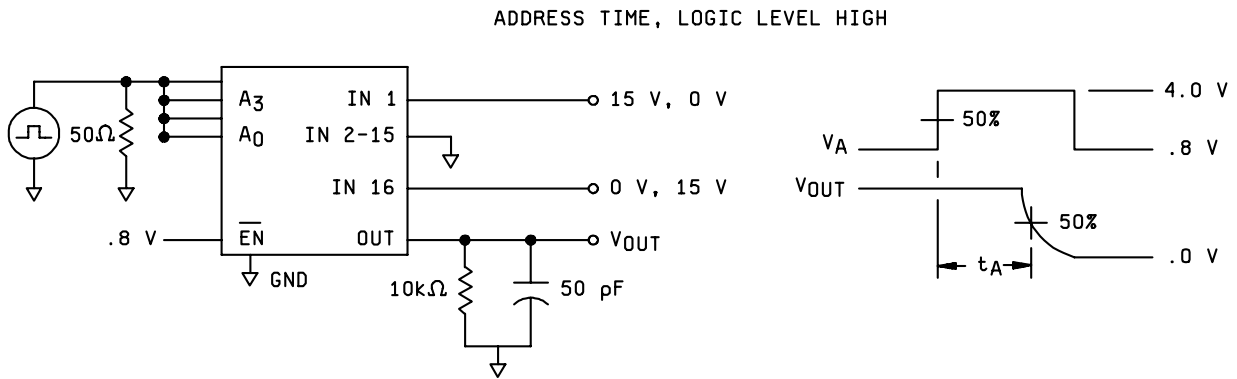 ADDRESS TIME, LOGIC LEVEL HIGH
50Ω
A3
A0
IN 1
IN 2-15
IN 16
EN
OUT
15 V, 0 V
0 V, 15 V
VOUT
.8 V
GND
10kΩ
50 pF
VA
50%
4.0 V
.8 V
VOUT
50%
.0 V
tA